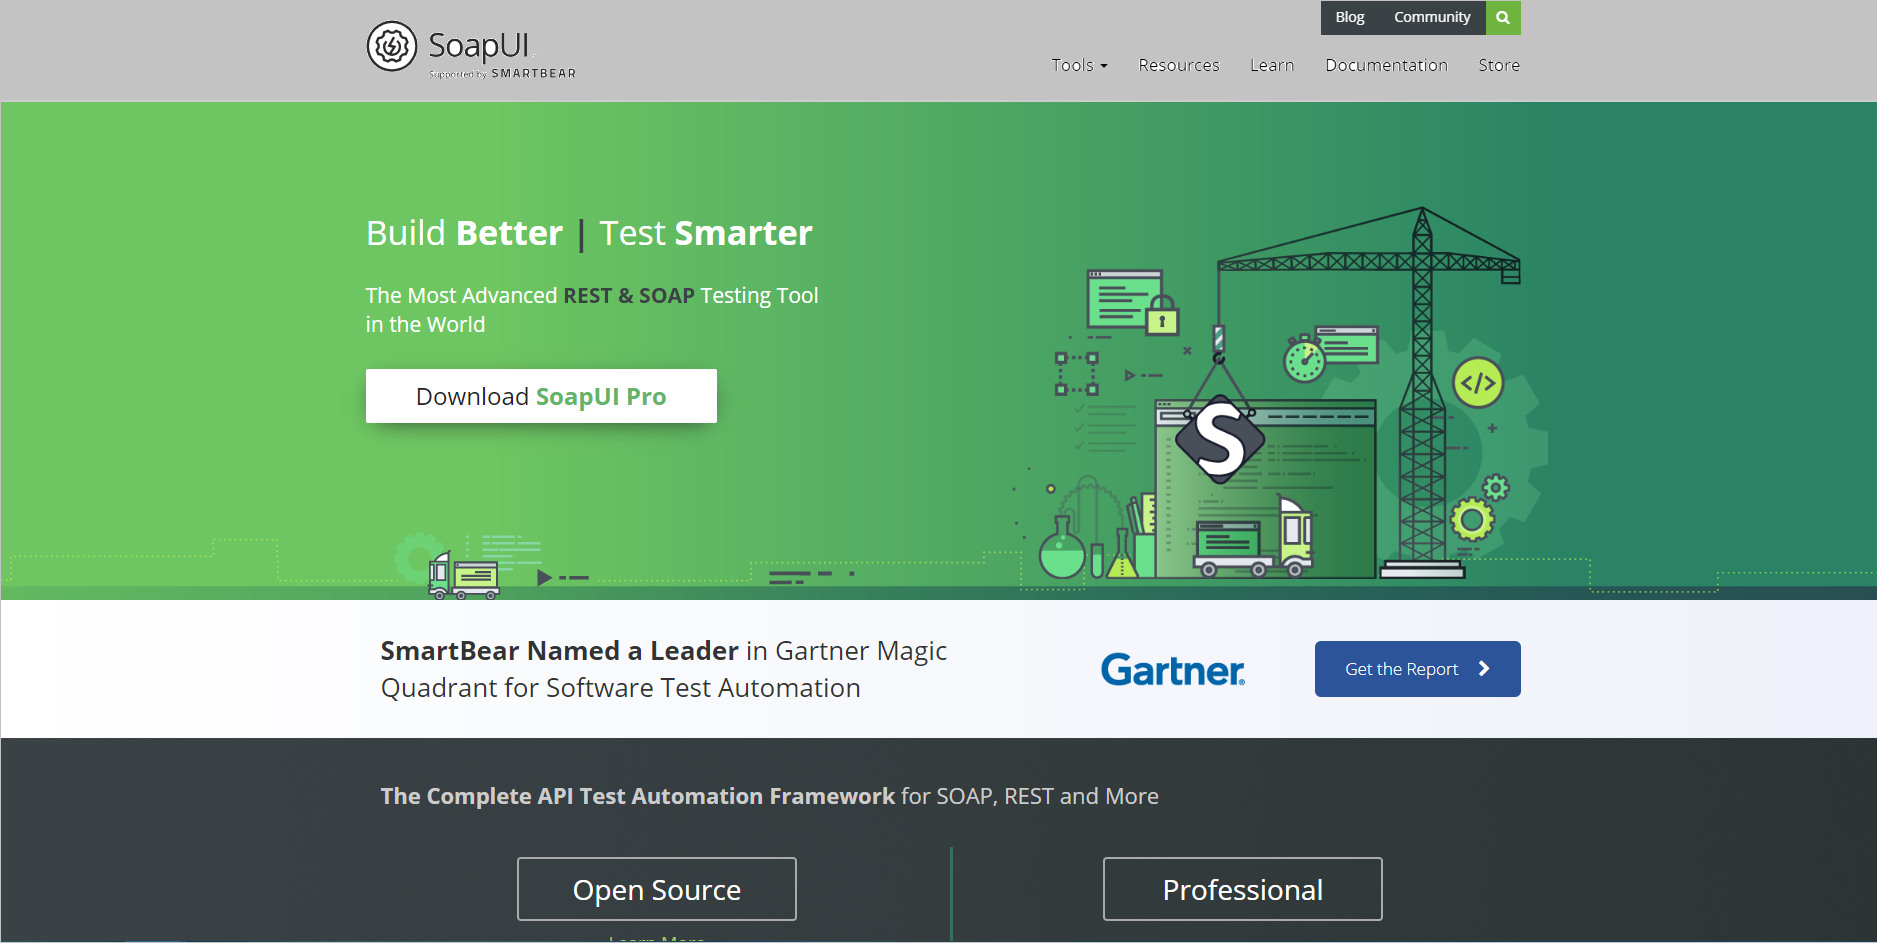 Blog Community
SoapUI
Supported by SMARTBEAR
Tools Resources Learn Documentation Store
Build Better | Test Smarter
The Most Advanced REST & SOAP Testing Tool
in the World
Download SoapUI Pro
</>
S
SmartBear Named a Leader in Gartner Magic
Quadrant for Software Test Automation
Gartner®
Get the Report
The Complete API Test Automation Framework for SOAP, REST and More
Open Source
Professional